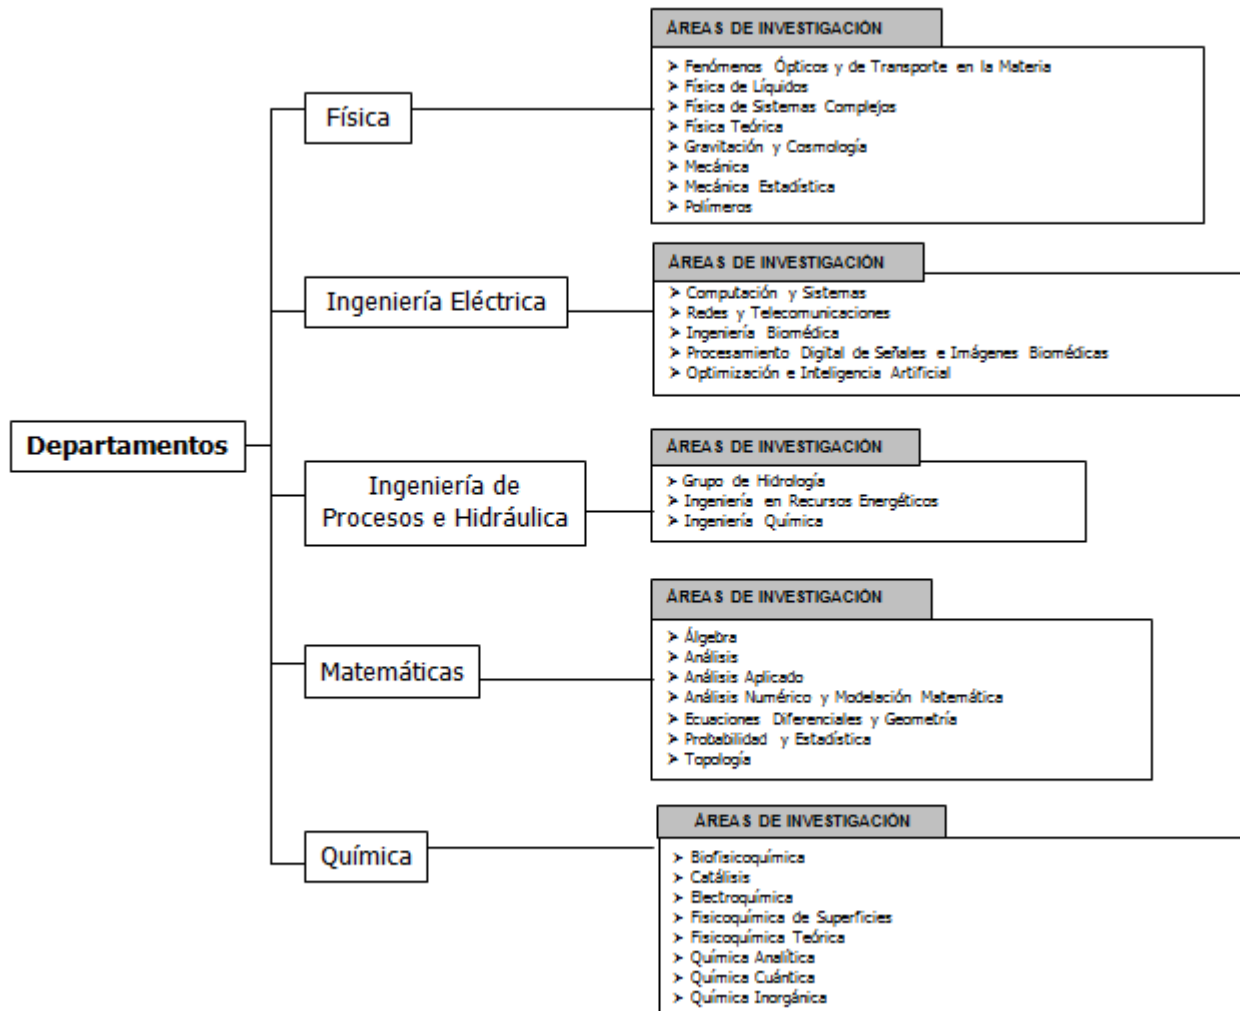 ÁREAS DE INVESTIGACIÓN
➤ Fenómenos Ópticos y de Transporte en la Materia
➤ Física de Líquidos
➤ Física de Sistemas Complejos
➤ Física Teórica
➤ Gravitación y Cosmología
➤ Mecánica
➤ Mecánica Estadística
➤ Polímeros
Física
ÁREAS DE INVESTIGACIÓN
➤ Computación y Sistemas
➤ Redes y Telecomunicaciones
➤ Ingeniería Biomédica
➤ Procesamiento Digital de Señales e Imágenes Biomédicas
➤ Optimización e Inteligencia Artificial
Ingeniería Eléctrica
Departamentos
ÁREAS DE INVESTIGACIÓN
➤ Grupo de Hidrología
➤ Ingeniería en Recursos Energéticos
➤ Ingeniería Química
Ingeniería de
Procesos e Hidráulica
ÁREAS DE INVESTIGACIÓN
➤ Álgebra
➤ Análisis
➤ Análisis Aplicado
➤ Análisis Numérico y Modelación Matemática
➤ Ecuaciones Diferenciales y Geometría
➤ Probabilidad y Estadística
➤ Topología
Matemáticas
ÁREAS DE INVESTIGACIÓN
➤ Biofisicoquímica
➤ Catálisis
➤ Electroquímica
➤ Fisicoquímica de Superficies
➤ Fisicoquímica Teórica
➤ Química Analítica
➤ Química Cuántica
➤ Química Inorgánica
Química